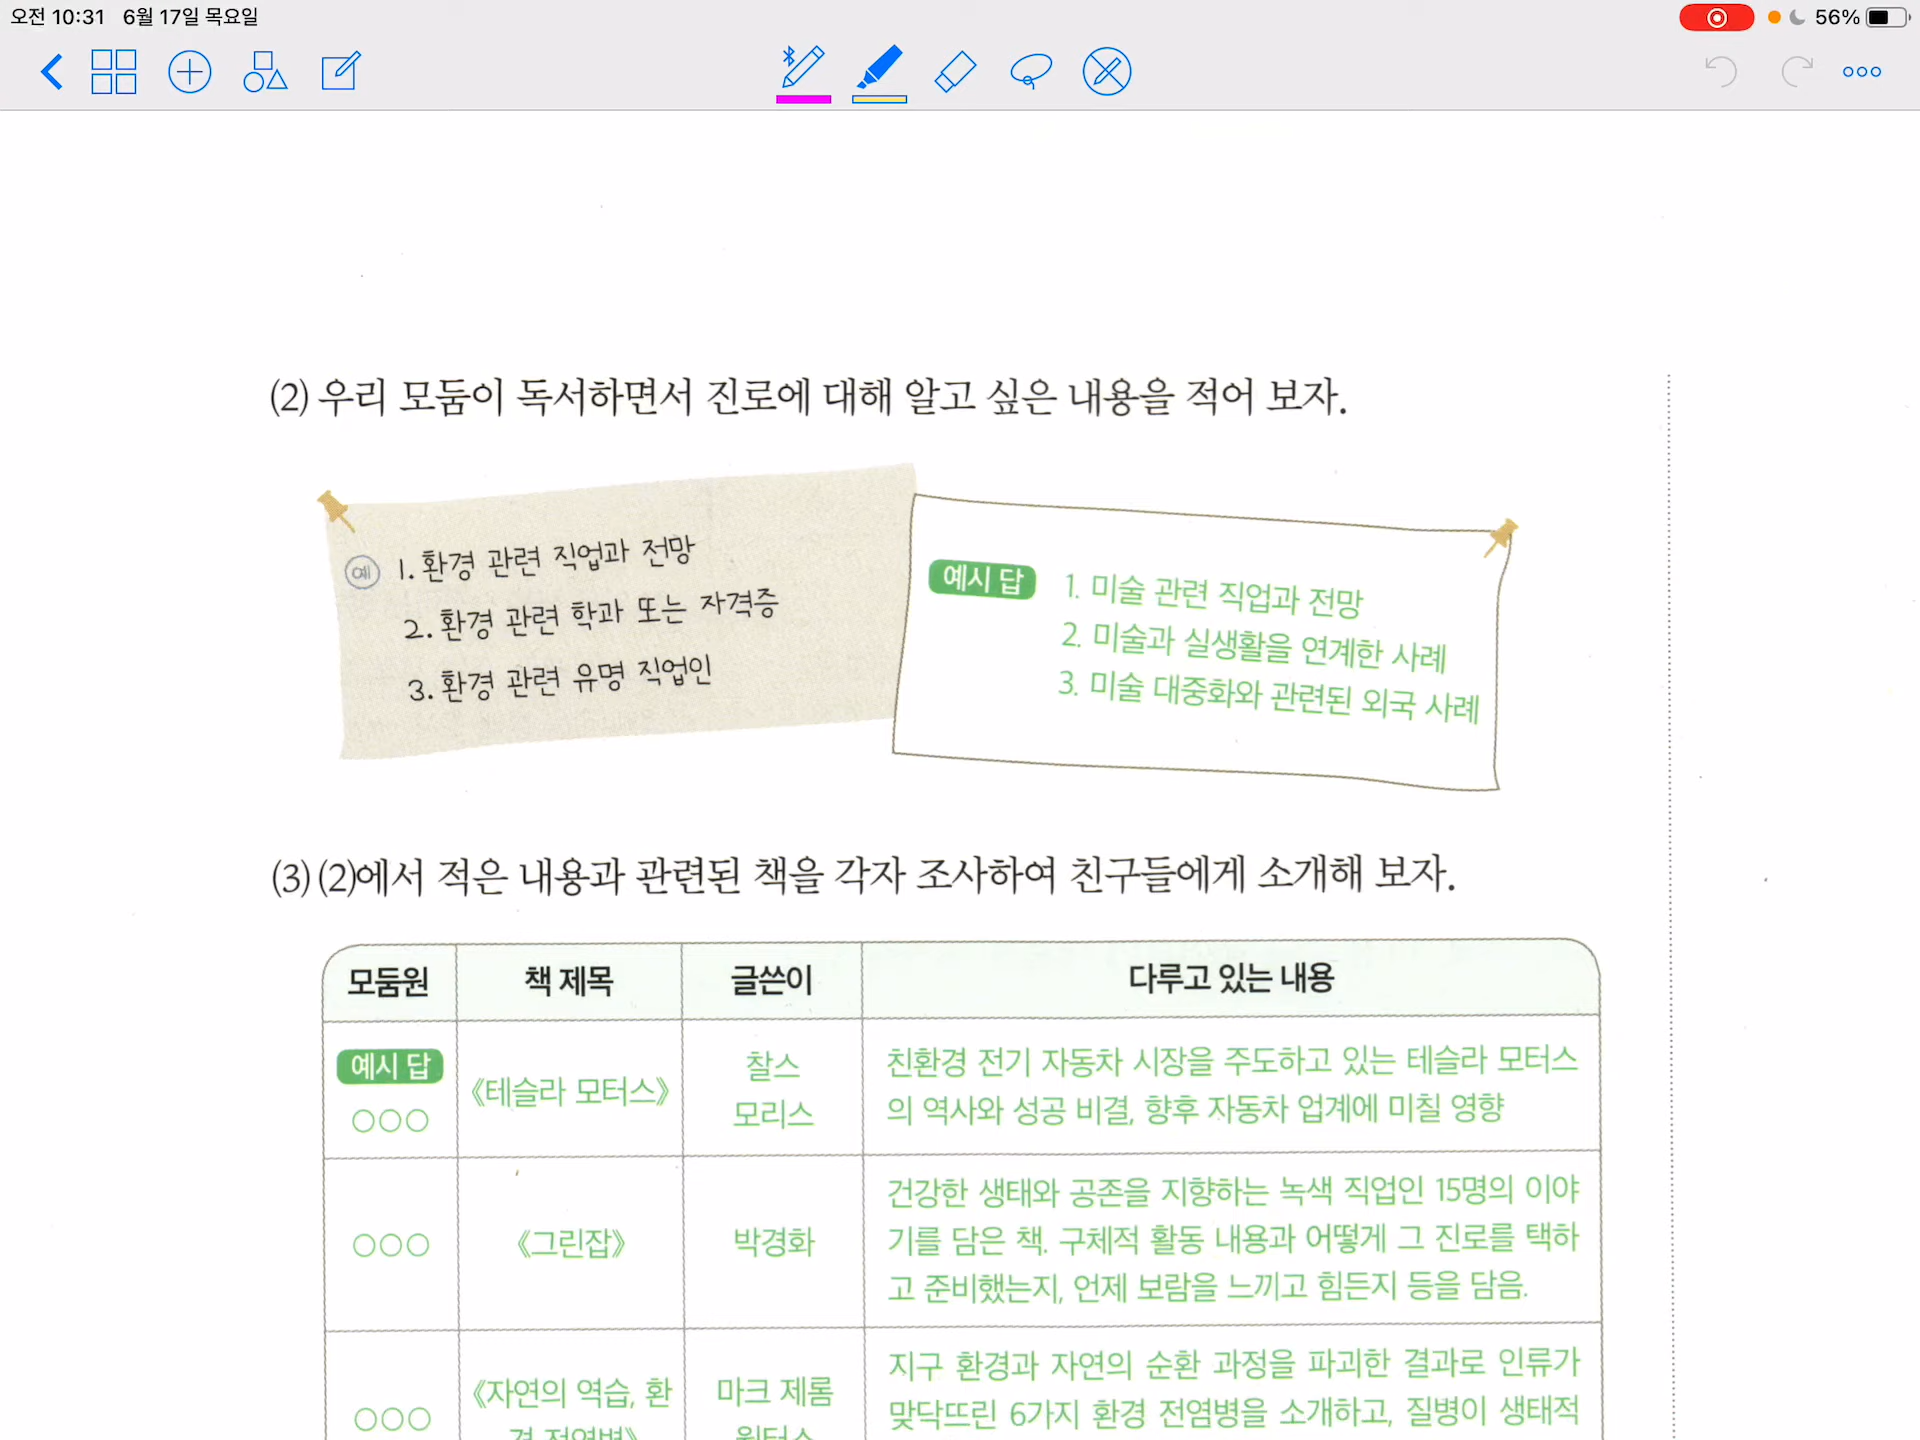 오전 10:31 6월 17일 목요일
56%
(2) 우리 모둠이 독서하면서 진로에 대해 알고 싶은 내용을 적어 보자.
예 1. 환경 관련 직업과 전망
2. 환경 관련 학과 또는 자격증
3. 환경 관련 유명 직업인
예시 답 1. 미술 관련 직업과 전망
2. 미술과 실생활을 연계한 사례
3. 미술 대중화와 관련된 외국 사례
(3) (2)에서 적은 내용과 관련된 책을 각자 조사하여 친구들에게 소개해 보자.
모둠원 책 제목 글쓴이 다루고 있는 내용
예시 답
○○○
《테슬라 모터스》
찰스
모리스
친환경 전기 자동차 시장을 주도하고 있는 테슬라 모터스
의 역사와 성공 비결, 향후 자동차 업계에 미칠 영향
○○○
《그린잡》
박경화
건강한 생태와 공존을 지향하는 녹색 직업인 15명의 이야
기를 담은 책. 구체적 활동 내용과 어떻게 그 진로를 택하
고 준비했는지, 언제 보람을 느끼고 힘든지 등을 담음.
○○○
《자연의 역습, 환
경 전염병》
마크 제롬
월터스
지구 환경과 자연의 순환 과정을 파괴한 결과로 인류가
맞닥뜨린 6가지 환경 전염병을 소개하고, 질병이 생태적